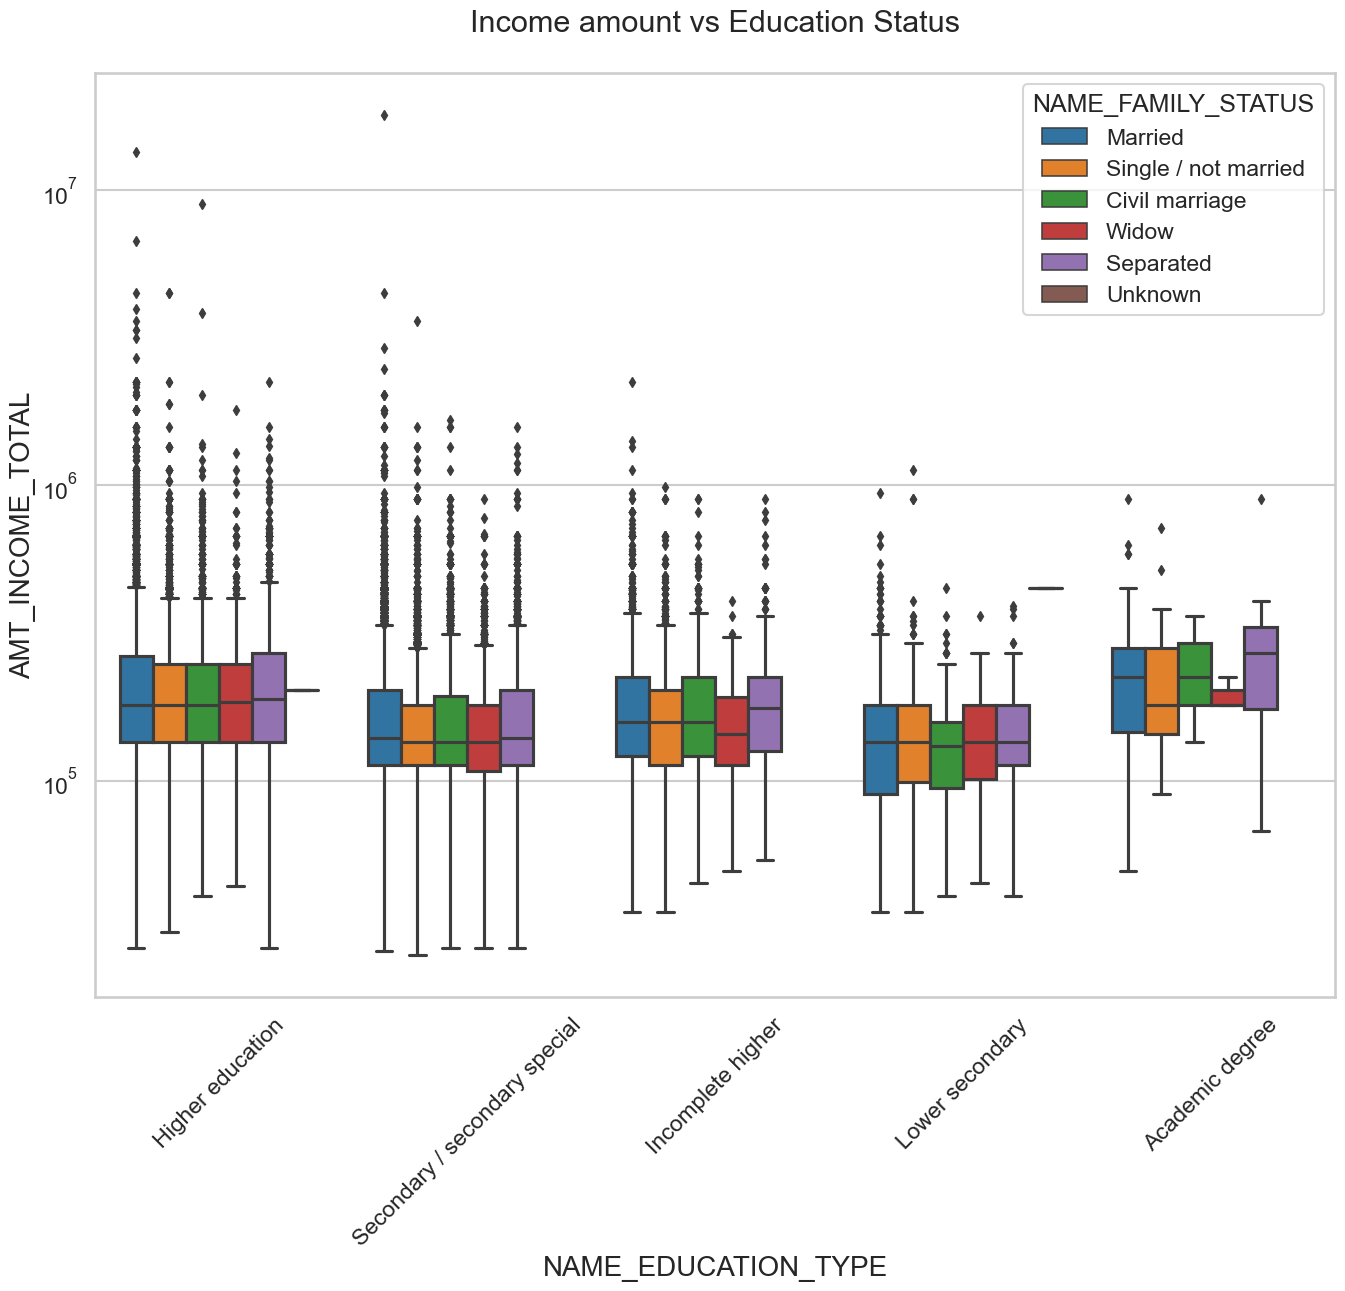 Income amount vs Education Status
NAME_FAMILY_STATUS
Married
Single / not married
Civil marriage
Widow
Separated
Unknown
10^7
10^6
10^5
AMT_INCOME_TOTAL
Higher education
Secondary / secondary special
Incomplete higher
Lower secondary
Academic degree
NAME_EDUCATION_TYPE